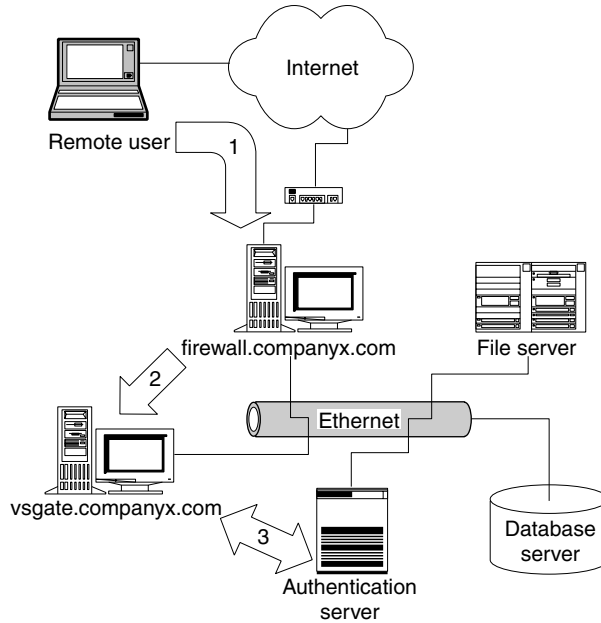 Internet
Remote user
1
firewall.companyx.com
File server
2
Ethernet
vsgate.companyx.com
3
Database
server
Authentication
server